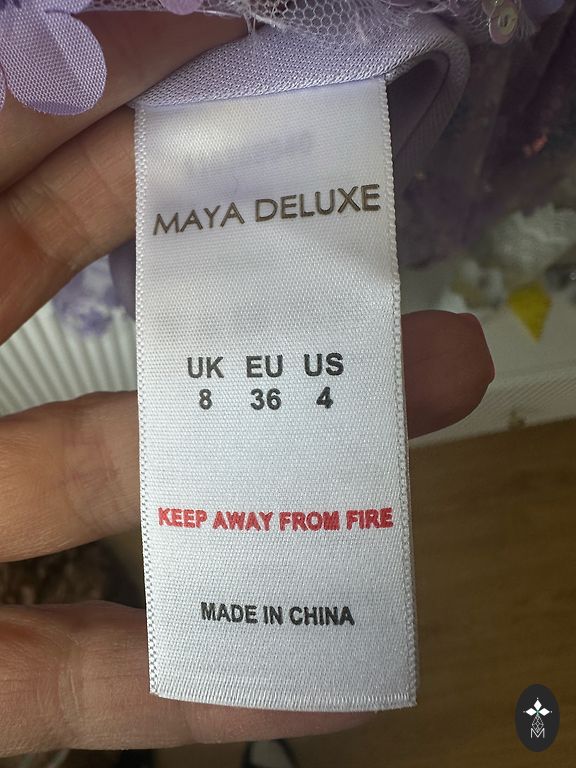 MAYA DELUXE
UK EU US
8 36 4
KEEP AWAY FROM FIRE
MADE IN CHINA